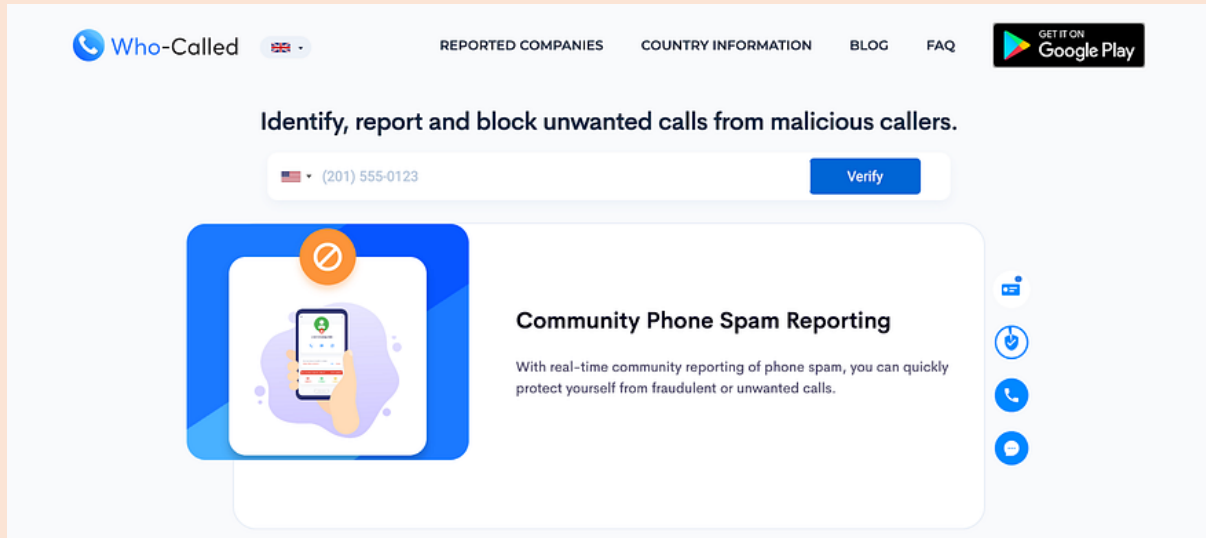 Who-Called
REPORTED COMPANIES
COUNTRY INFORMATION
BLOG
FAQ
GET IT ON
Google Play
Identify, report and block unwanted calls from malicious callers.
(201) 555-0123
Verify
Community Phone Spam Reporting
With real-time community reporting of phone spam, you can quickly
protect yourself from fraudulent or unwanted calls.